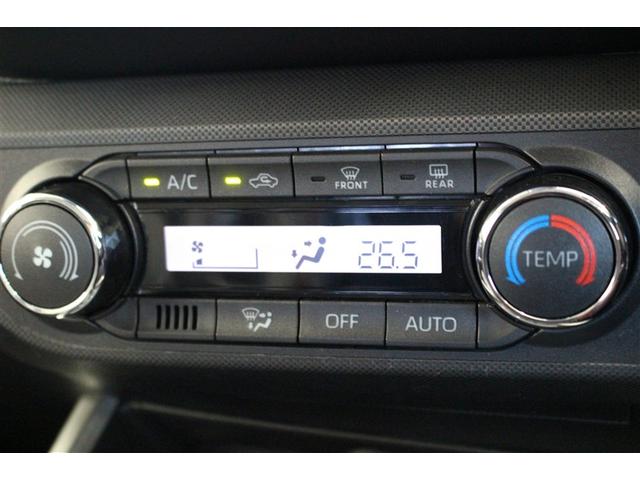 A/C
FRONT
REAR
26.5
TEMP
OFF
AUTO